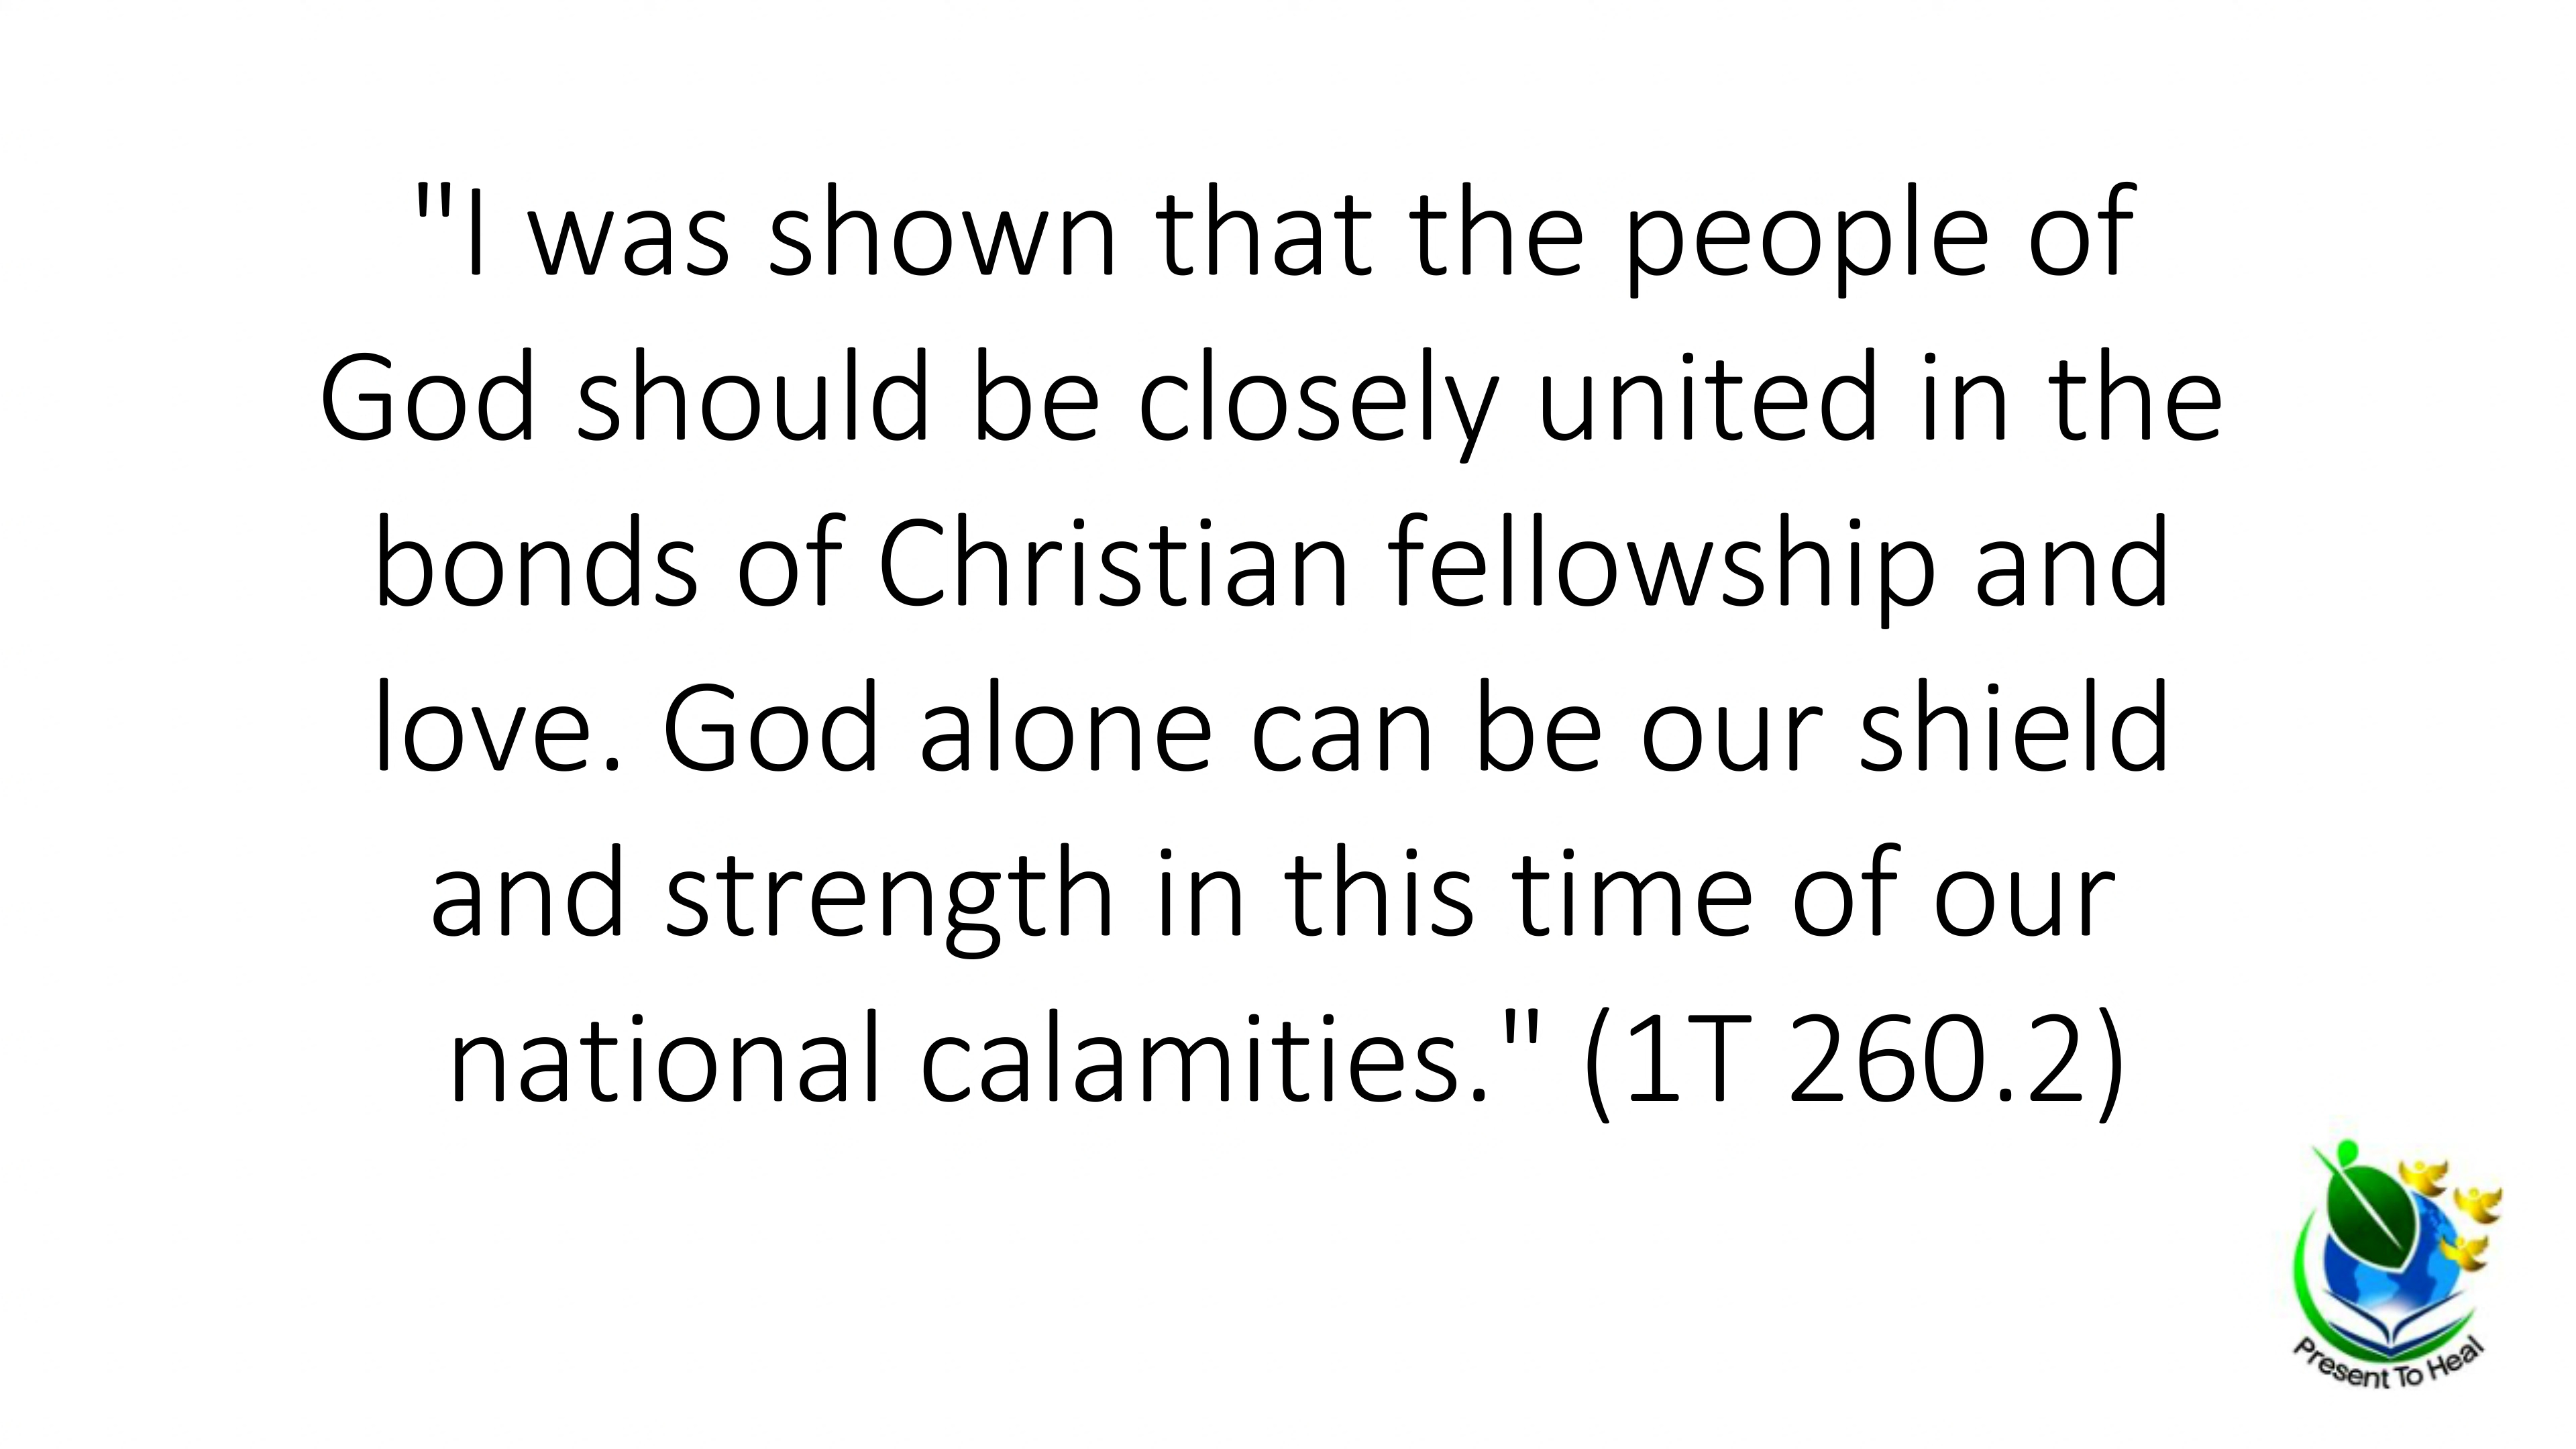 "I was shown that the people of
God should be closely united in the
bonds of Christian fellowship and
love. God alone can be our shield
and strength in this time of our
national calamities." (1T 260.2)
Present To Heal